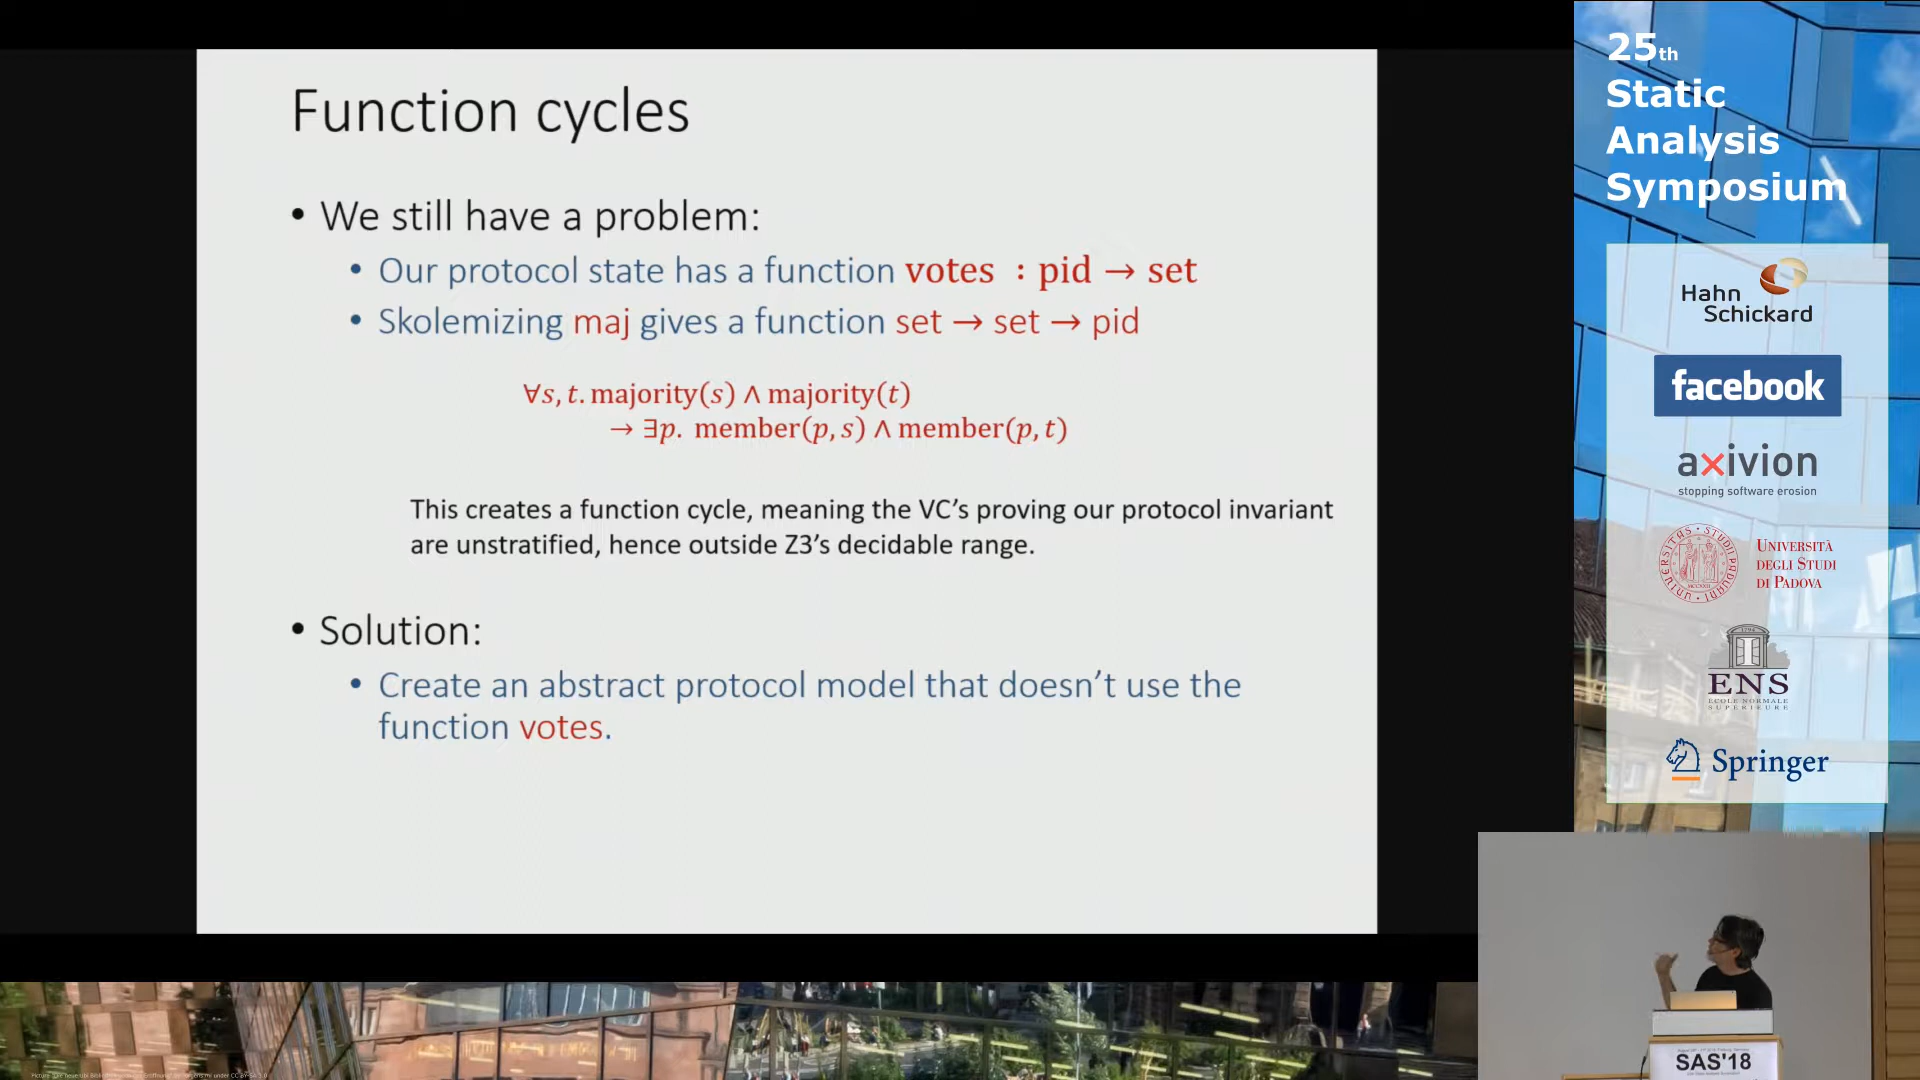 Function cycles
• We still have a problem:
• Our protocol state has a function votes : pid → set
• Skolemizing maj gives a function set → set → pid
∀s, t. majority(s) ∧ majority(t)
→ ∃p. member(p, s) ∧ member(p, t)
This creates a function cycle, meaning the VC's proving our protocol invariant
are unstratified, hence outside Z3's decidable range.
• Solution:
• Create an abstract protocol model that doesn't use the
function votes.
25th
Static
Analysis
Symposium
Hahn
Schickard
facebook
axivion
stopping software erosion
UNIVERSITÀ
DEGLI STUDI
DI PADOVA
ENS
ECOLE NORMALE
SUPERIEURE
Springer
SAS'18